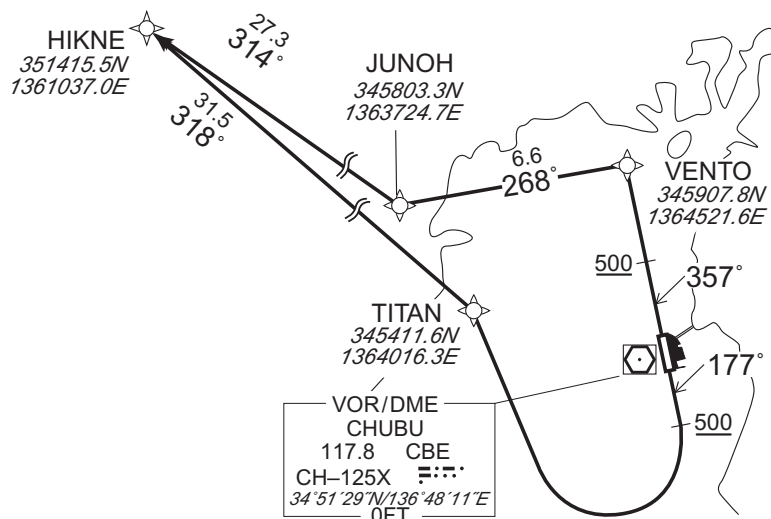 27.3
314°
HIKNE
351415.5N
1361037.0E
JUNOH
345803.3N
1363724.7E
31.5
318°
6.6
268°
VENTO
345907.8N
1364521.6E
500
357°
TITAN
345411.6N
1364016.3E
177°
VOR/DME
CHUBU
117.8 CBE
CH–125X
34°51′29″N/136°48′11″E
0FT
500